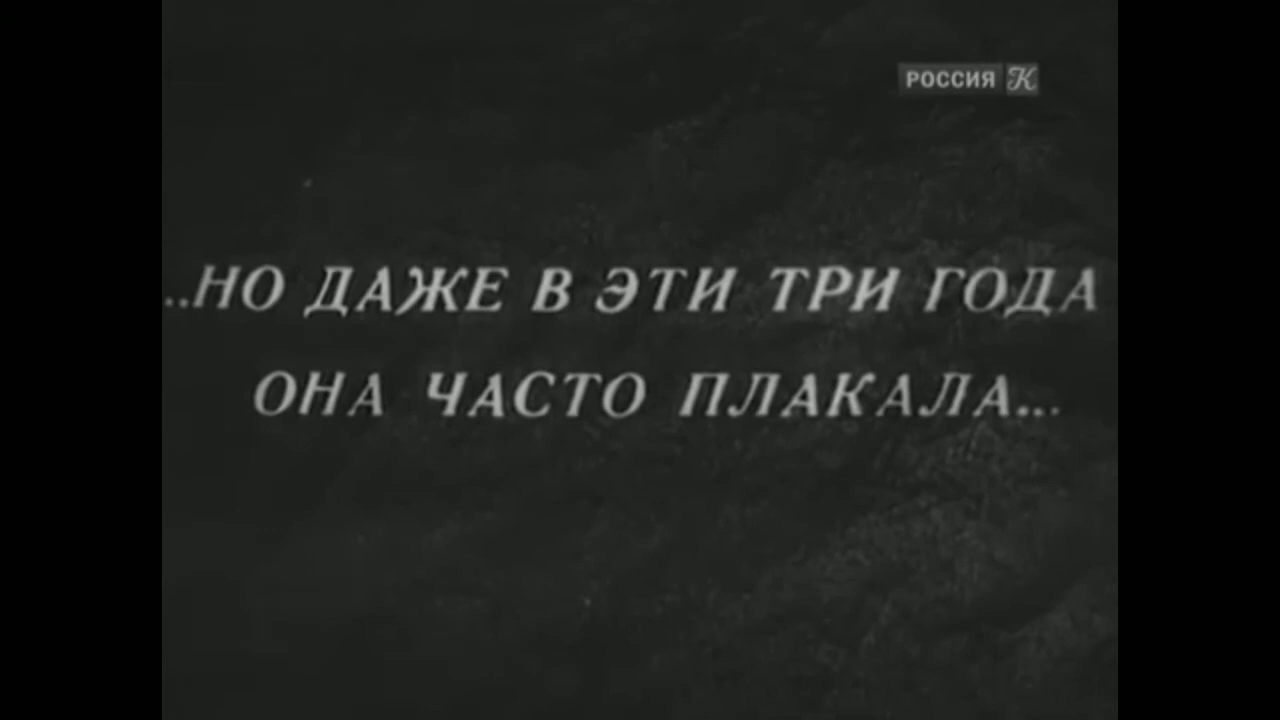 РОССИЯ К
..НО ДАЖЕ В ЭТИ ТРИ ГОДА
ОНА ЧАСТО ПЛАКАЛА...